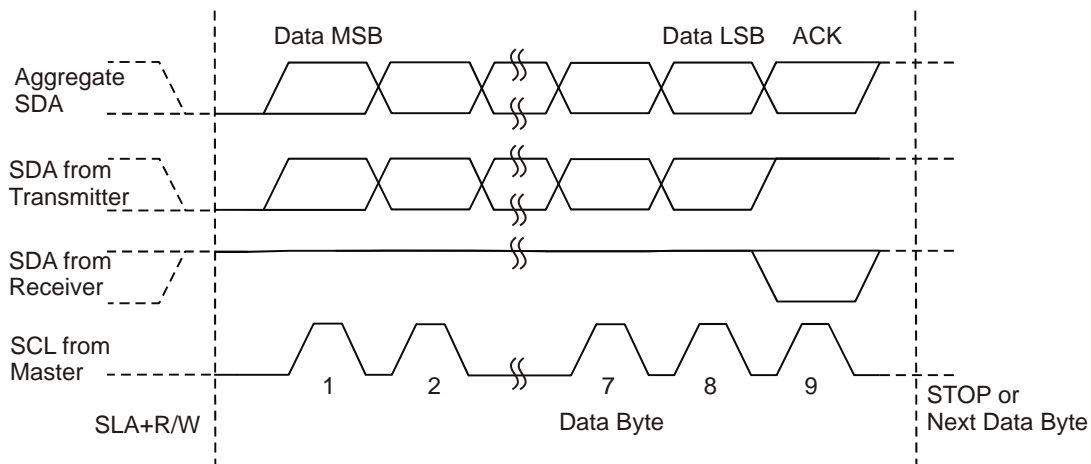 Data MSB
Data LSB
ACK
Aggregate
SDA
SDA from
Transmitter
SDA from
Receiver
SCL from
Master
1
2
7
8
9
SLA+R/W
Data Byte
STOP or
Next Data Byte